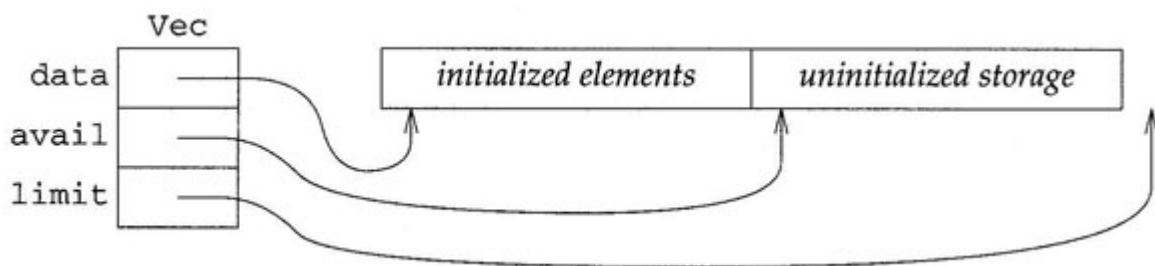 Vec
data
initialized elements
uninitialized storage
avail
limit